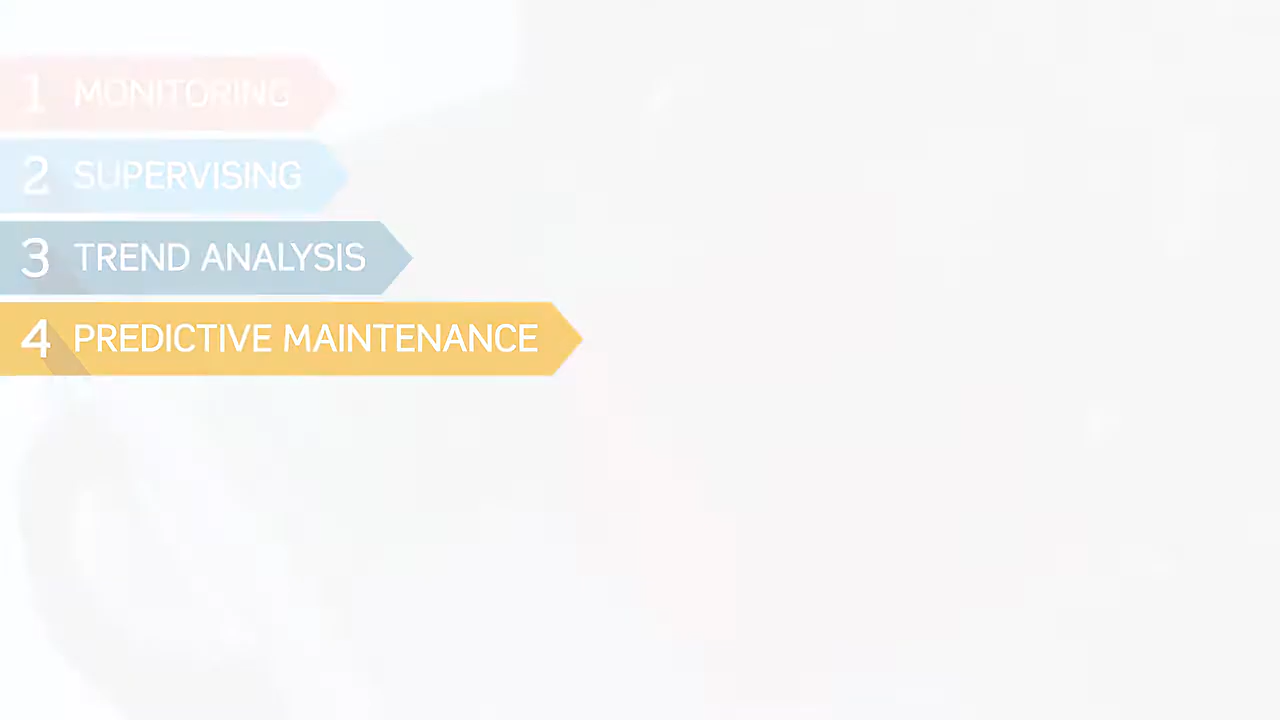 1 MONITORING
2 SUPERVISING
3 TREND ANALYSIS
4 PREDICTIVE MAINTENANCE